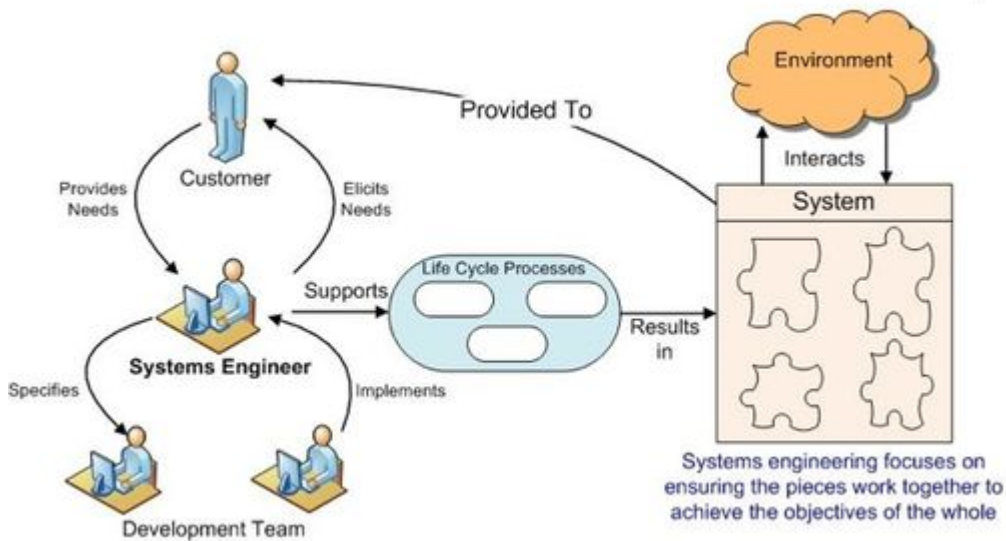 Environment
Provided To
Interacts
Customer
Provides
Needs
Elicits
Needs
System
Life Cycle Processes
Supports
Results
in
Systems Engineer
Specifies
Implements
Development Team
Systems engineering focuses on
ensuring the pieces work together to
achieve the objectives of the whole